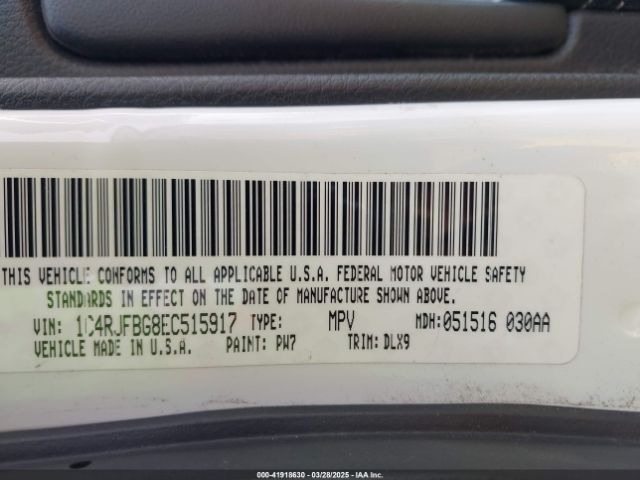 THIS VEHICLE CONFORMS TO ALL APPLICABLE U.S.A. FEDERAL MOTOR VEHICLE SAFETY
STANDARDS IN EFFECT ON THE DATE OF MANUFACTURE SHOWN ABOVE.
VIN: 1C4RJFBG8EC515917 TYPE: MPV MDH:051516 030AA
VEHICLE MADE IN U.S.A. PAINT: PW7 TRIM: DLX9
000-41918630 - 03/28/2025 - IAA Inc.